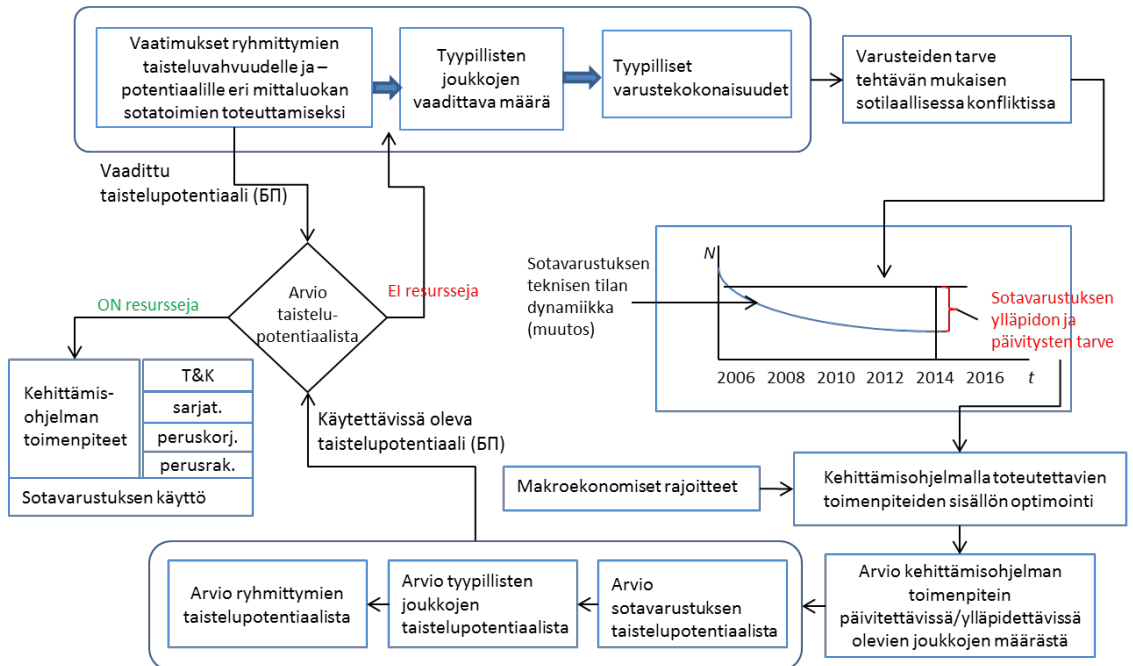 Vaatimukset ryhmittymien
taisteluvahvuudelle ja –
potentiaalille eri mittaluokan
sotatoimien toteuttamiseksi
Tyypillisten
joukkojen
vaadittava määrä
Tyypilliset
varustekokonaisuudet
Varusteiden tarve
tehtävän mukaisen
sotilaallisessa konfliktissa
Vaadittu
taistelupotentiaali (БП)
Arvio
taistelu-
potentiaalista
ON resursseja
EI resursseja
Sotavarustuksen
teknisen tilan
dynamiikka
(muutos)
N
Sotavarustuksen
ylläpidon ja
päivitysten tarve
2006 2008 2010 2012 2014 2016 t
Kehittämis-
ohjelman
toimenpiteet
T&K
sarjat.
peruskorj.
perusrak.
Sotavarustuksen käyttö
Käytettävissä oleva
taistelupotentiaali (БП)
Makroekonomiset rajoitteet
Kehittämisohjelmalla toteutettavien
toimenpiteiden sisällön optimointi
Arvio ryhmittymien
taistelupotentiaalista
Arvio tyypillisten
joukkojen
taistelupotentiaalista
Arvio
sotavarustuksen
taistelupotentiaalista
Arvio kehittämisohjelman
toimenpitein
päivitettävissä/ylläpidettävissä
olevien joukkojen määrästä